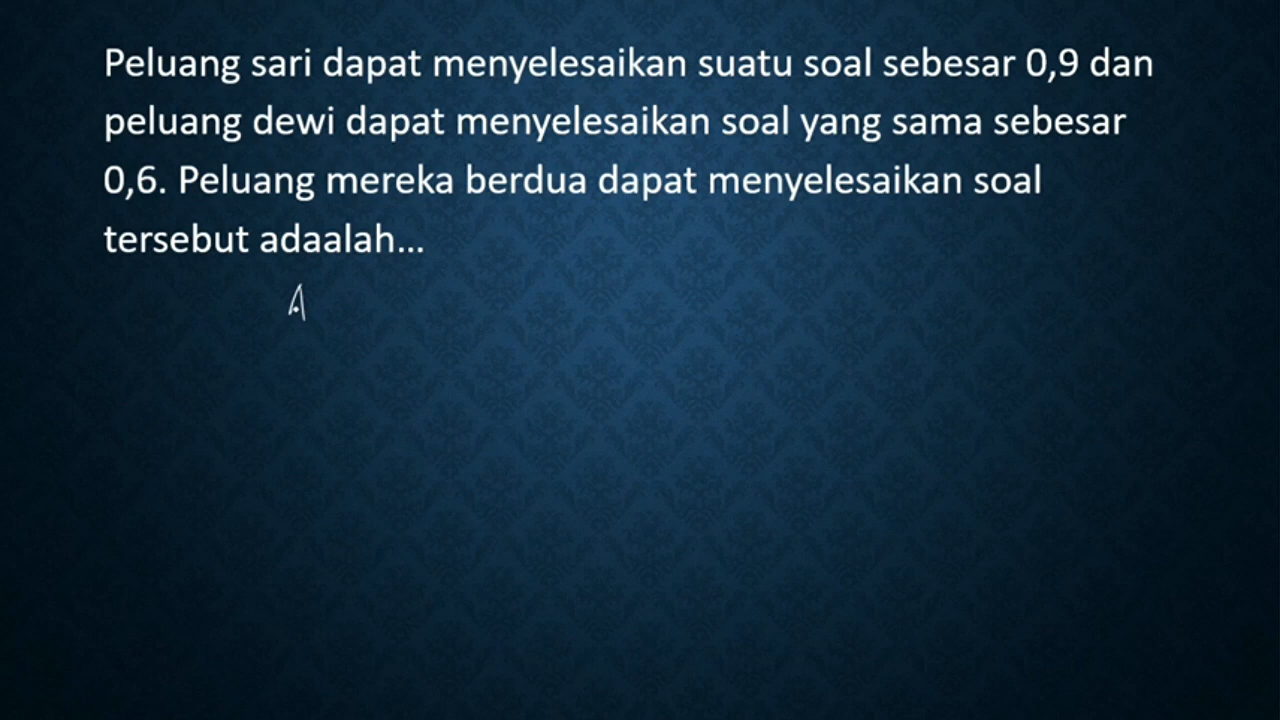 Peluang sari dapat menyelesaikan suatu soal sebesar 0,9 dan
peluang dewi dapat menyelesaikan soal yang sama sebesar
0,6. Peluang mereka berdua dapat menyelesaikan soal
tersebut adaalah...
A